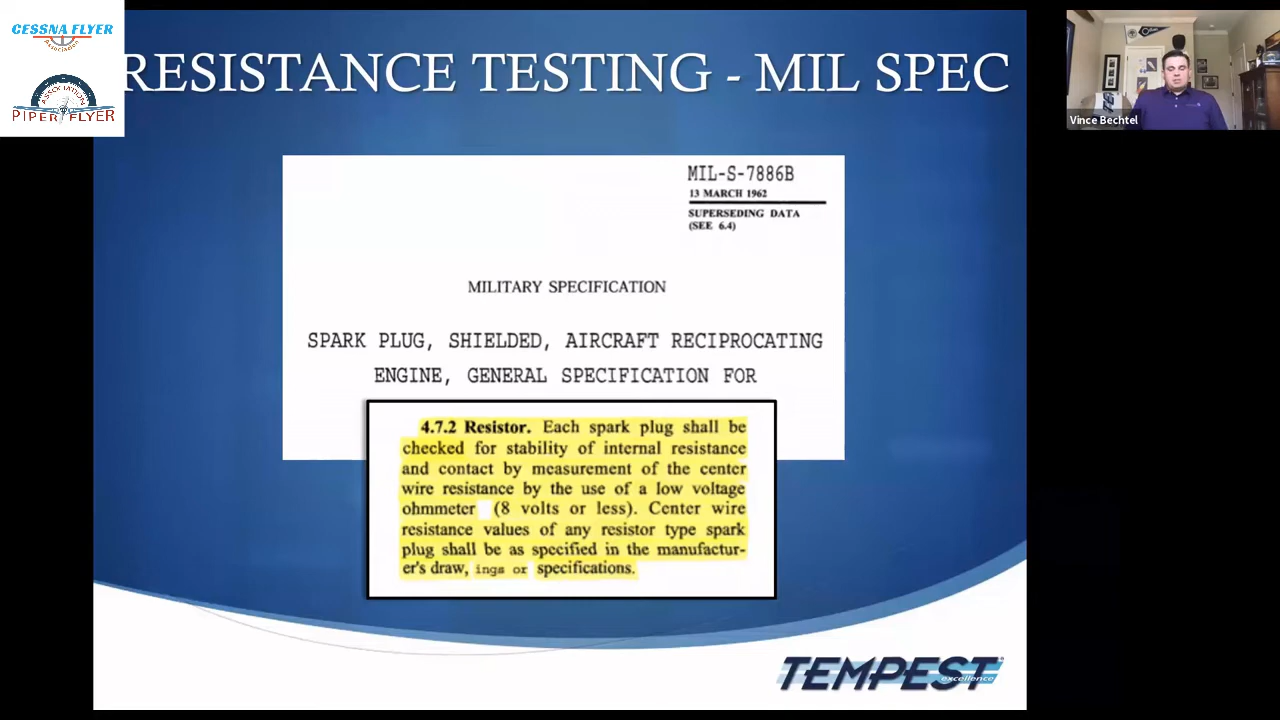 CESSNA FLYER
Association
ASSOCIATION
PIPER FLYER
RESISTANCE TESTING - MIL SPEC
Vince Bechtel
MIL-S-7886B
13 MARCH 1962
SUPERSEDING DATA
(SEE 6.4)
MILITARY SPECIFICATION
SPARK PLUG, SHIELDED, AIRCRAFT RECIPROCATING
ENGINE, GENERAL SPECIFICATION FOR
4.7.2 Resistor. Each spark plug shall be
checked for stability of internal resistance
and contact by measurement of the center
wire resistance by the use of a low voltage
ohmmeter (8 volts or less). Center wire
resistance values of any resistor type spark
plug shall be as specified in the manufactur-
er's draw, ings or specifications.
TEMPEST
excellence